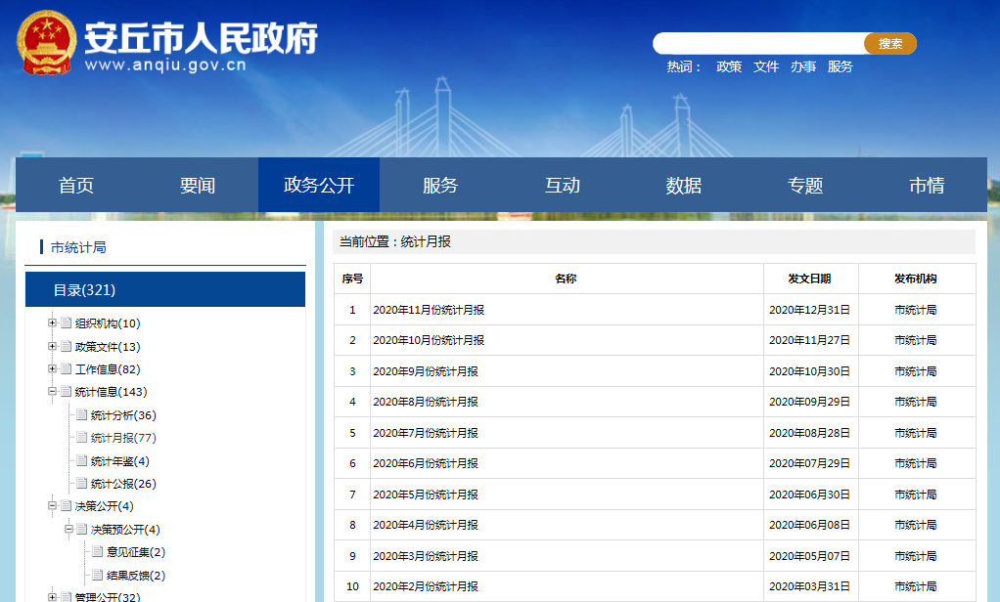 安丘市人民政府
www.anqiu.gov.cn
搜索
热词： 政策 文件 办事 服务
首页 要闻 政务公开 服务 互动 数据 专题 市情
市统计局
目录(321)
组织机构(10)
政策文件(13)
工作信息(82)
统计信息(143)
统计分析(36)
统计月报(77)
统计年鉴(4)
统计公报(26)
决策公开(4)
决策预公开(4)
意见征集(2)
结果反馈(2)
管理公开(32)
当前位置：统计月报
序号 名称 发文日期 发布机构
1 2020年11月份统计月报 2020年12月31日 市统计局
2 2020年10月份统计月报 2020年11月27日 市统计局
3 2020年9月份统计月报 2020年10月30日 市统计局
4 2020年8月份统计月报 2020年09月29日 市统计局
5 2020年7月份统计月报 2020年08月28日 市统计局
6 2020年6月份统计月报 2020年07月29日 市统计局
7 2020年5月份统计月报 2020年06月30日 市统计局
8 2020年4月份统计月报 2020年06月08日 市统计局
9 2020年3月份统计月报 2020年05月07日 市统计局
10 2020年2月份统计月报 2020年03月31日 市统计局